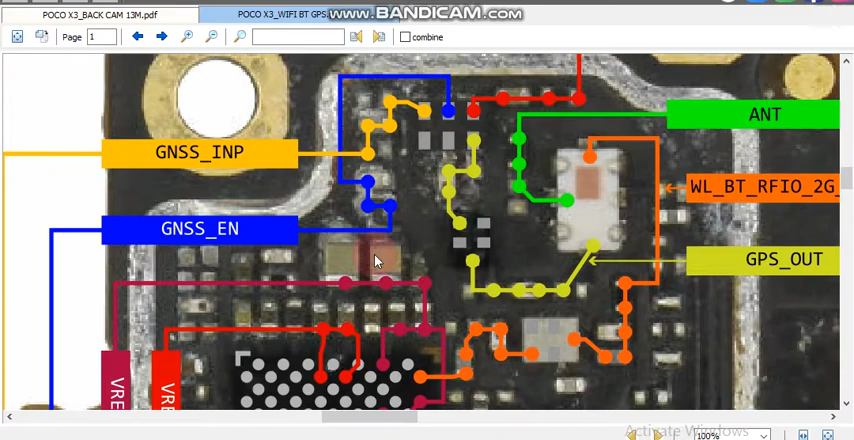 POCO X3_BACK CAM 13M.pdf
POCO X3_WIFI BT GPS.
www.BANDICAM.com
Page 1
combine
GNSS_INP
ANT
WL_BT_RFIO_2G_
GNSS_EN
GPS_OUT
VRE
VRE
Activate Windows
100%